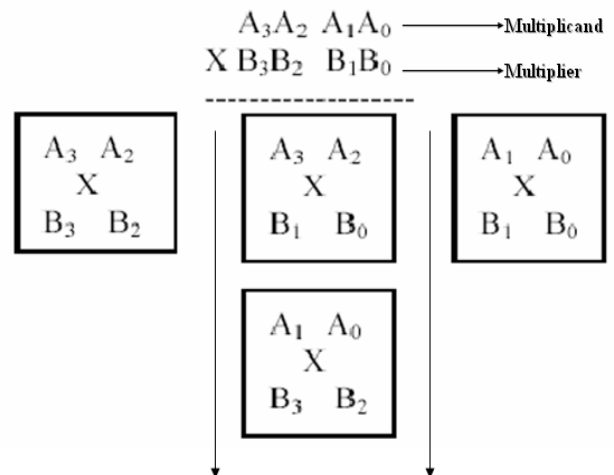 A₃A₂ A₁A₀ Multiplicand
X B₃B₂ B₁B₀ Multiplier
A₃ A₂
X
B₃ B₂
A₃ A₂
X
B₁ B₀
A₁ A₀
X
B₁ B₀
A₁ A₀
X
B₃ B₂